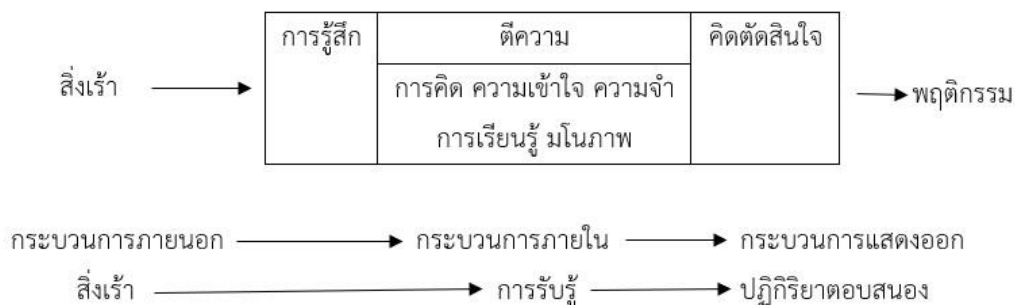 การรู้สึก ตีความ คิดตัดสินใจ
สิ่งเร้า การคิด ความเข้าใจ ความจำ พฤติกรรม
การเรียนรู้ มโนภาพ
กระบวนการภายนอก กระบวนการภายใน กระบวนการแสดงออก
สิ่งเร้า การรับรู้ ปฏิกิริยาตอบสนอง